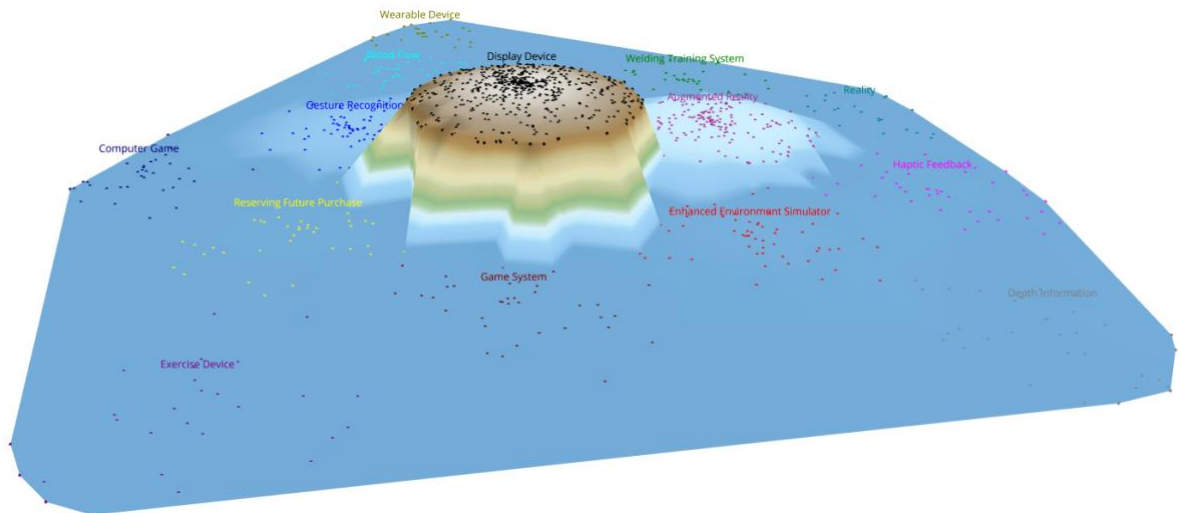 Wearable Device
Blood Flow
Display Device
Welding Training System
Reality
Gesture Recognition
Augmented Reality
Computer Game
Haptic Feedback
Reserving Future Purchase
Enhanced Environment Simulator
Game System
Depth Information
Exercise Device